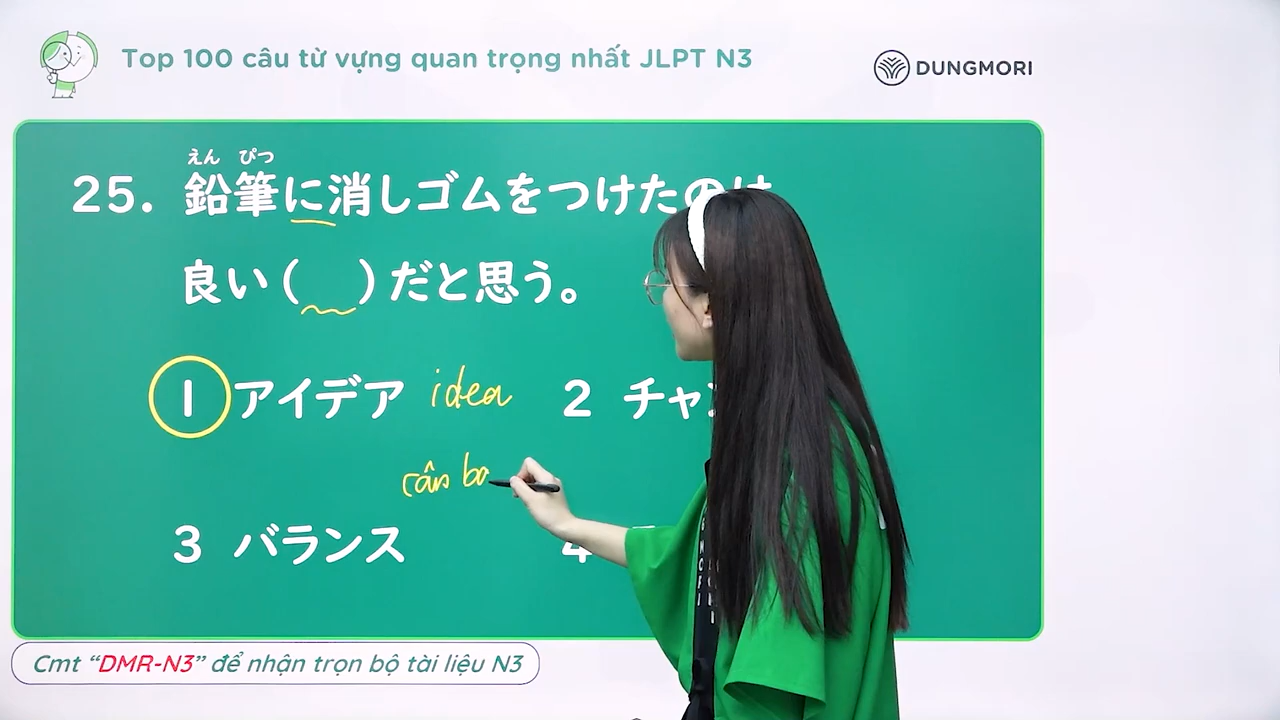 Top 100 câu từ vựng quan trọng nhất JLPT N3
DUNGMORI
えん ぴつ
25. 鉛筆に消しゴムをつけたのは
良い( )だと思う。
1 アイデア idea 2 チャン
cân ba
3 バランス 4
Cmt “DMR-N3” để nhận trọn bộ tài liệu N3